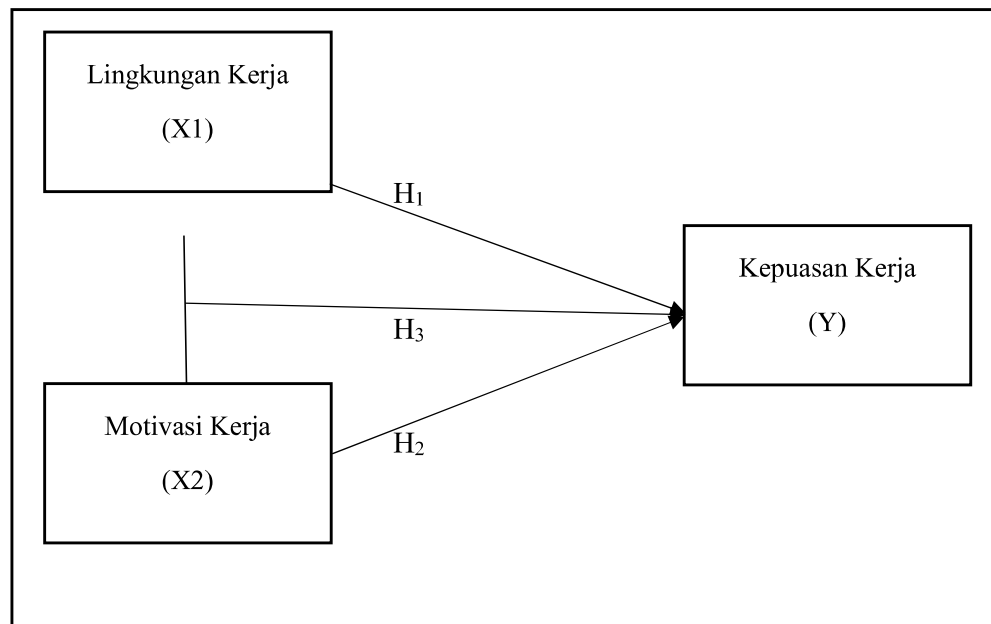 Lingkungan Kerja
(X1)
H₁
Kepuasan Kerja
(Y)
H₃
Motivasi Kerja
(X2)
H₂